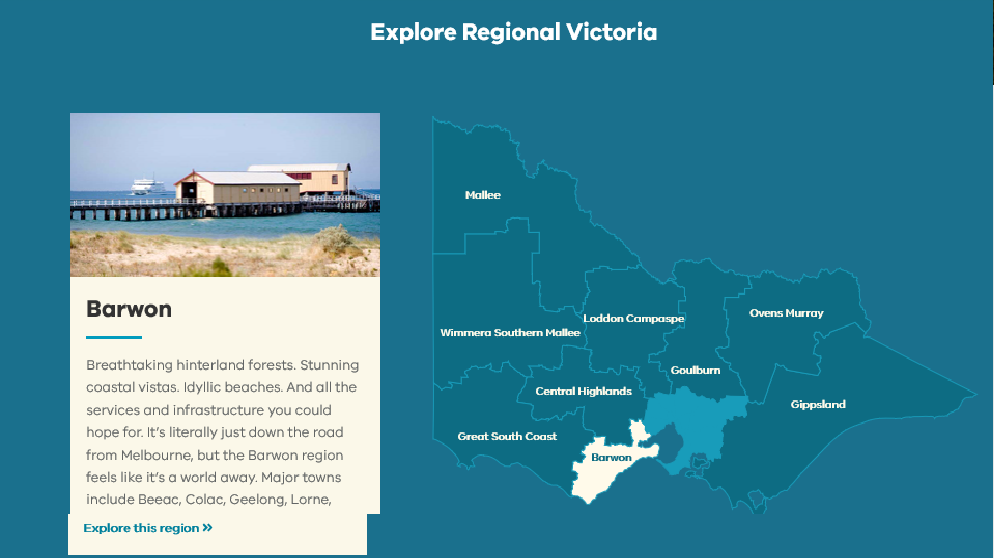 Explore Regional Victoria
Barwon
Breathtaking hinterland forests. Stunning
coastal vistas. Idyllic beaches. And all the
services and infrastructure you could
hope for. It's literally just down the road
from Melbourne, but the Barwon region
feels like it's a world away. Major towns
include Beeac, Colac, Geelong, Lorne,
Explore this region »
Mallee
Wimmera Southern Mallee
Loddon Campaspe
Ovens Murray
Goulburn
Central Highlands
Gippsland
Great South Coast
Barwon